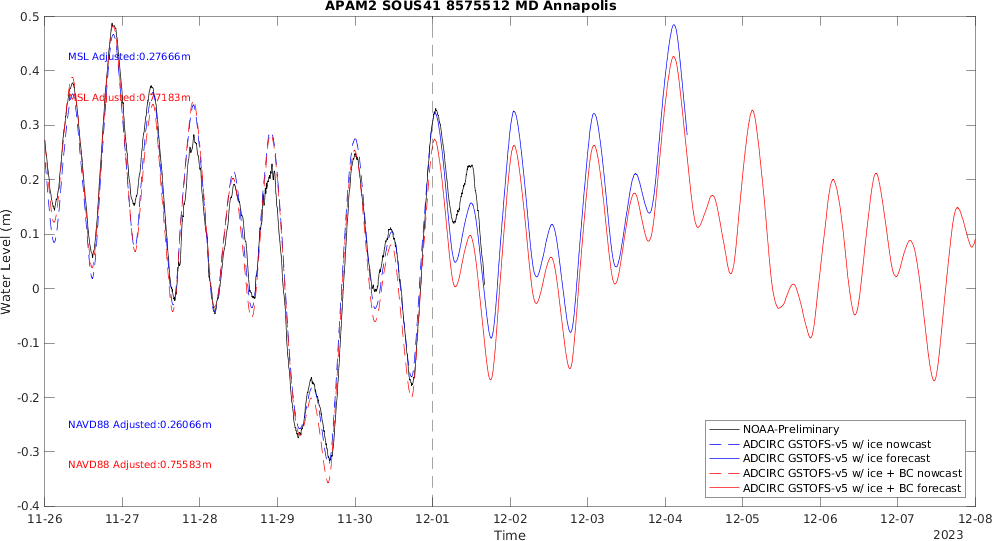 APAM2 SOUS41 8575512 MD Annapolis
0.5
0.4
0.3
0.2
0.1
0
-0.1
-0.2
-0.3
-0.4
Water Level (m)
MSL Adjusted:0.27666m
MSL Adjusted:0.77183m
NAVD88 Adjusted:0.26066m
NAVD88 Adjusted:0.75583m
NOAA-Preliminary
ADCIRC GSTOFS-v5 w/ ice nowcast
ADCIRC GSTOFS-v5 w/ ice forecast
ADCIRC GSTOFS-v5 w/ ice + BC nowcast
ADCIRC GSTOFS-v5 w/ ice + BC forecast
11-26 11-27 11-28 11-29 11-30 12-01 12-02 12-03 12-04 12-05 12-06 12-07 12-08
Time
2023